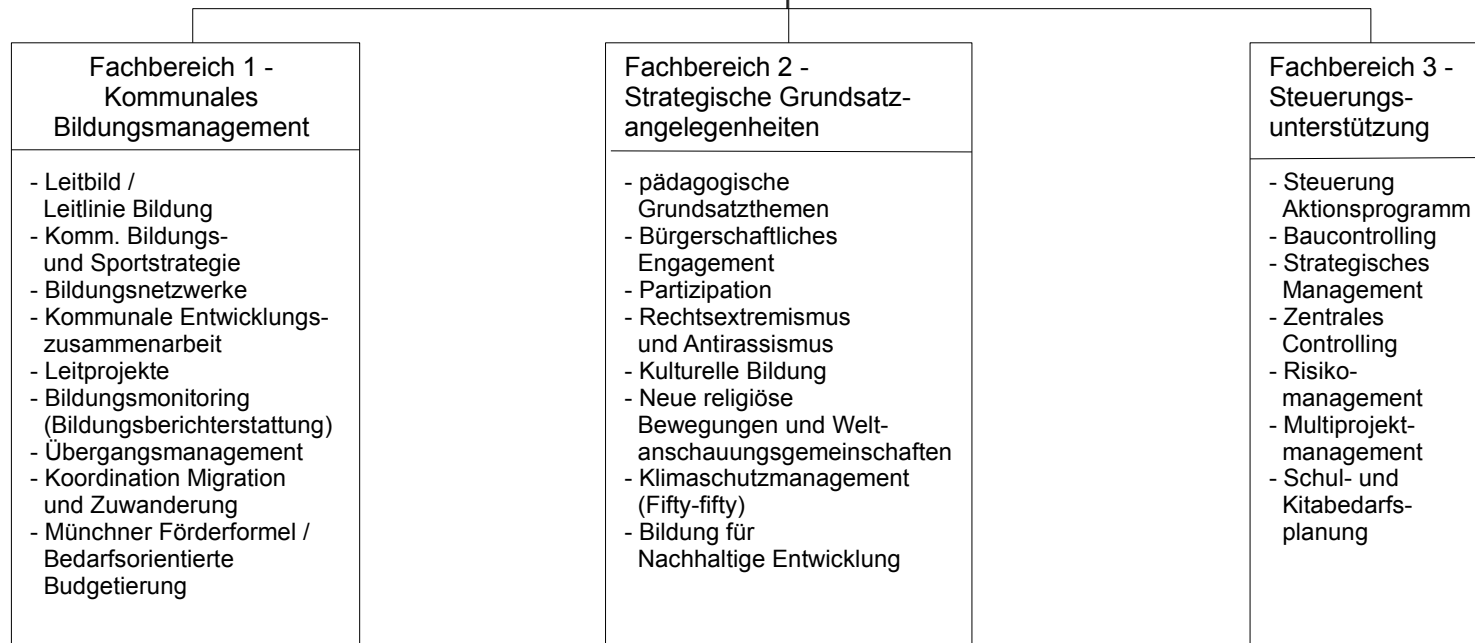 Fachbereich 1 -
Kommunales
Bildungsmanagement
- Leitbild /
Leitlinie Bildung
- Komm. Bildungs-
und Sportstrategie
- Bildungsnetzwerke
- Kommunale Entwicklungs-
zusammenarbeit
- Leitprojekte
- Bildungsmonitoring
(Bildungsberichterstattung)
- Übergangsmanagement
- Koordination Migration
und Zuwanderung
- Münchner Förderformel /
Bedarfsorientierte
Budgetierung
Fachbereich 2 -
Strategische Grundsatz-
angelegenheiten
- pädagogische
Grundsatzthemen
- Bürgerschaftliches
Engagement
- Partizipation
- Rechtsextremismus
und Antirassismus
- Kulturelle Bildung
- Neue religiöse
Bewegungen und Welt-
anschauungsgemeinschaften
- Klimaschutzmanagement
(Fifty-fifty)
- Bildung für
Nachhaltige Entwicklung
Fachbereich 3 -
Steuerungs-
unterstützung
- Steuerung
Aktionsprogramm
- Baucontrolling
- Strategisches
Management
- Zentrales
Controlling
- Risiko-
management
- Multiprojekt-
management
- Schul- und
Kitabedarfs-
planung